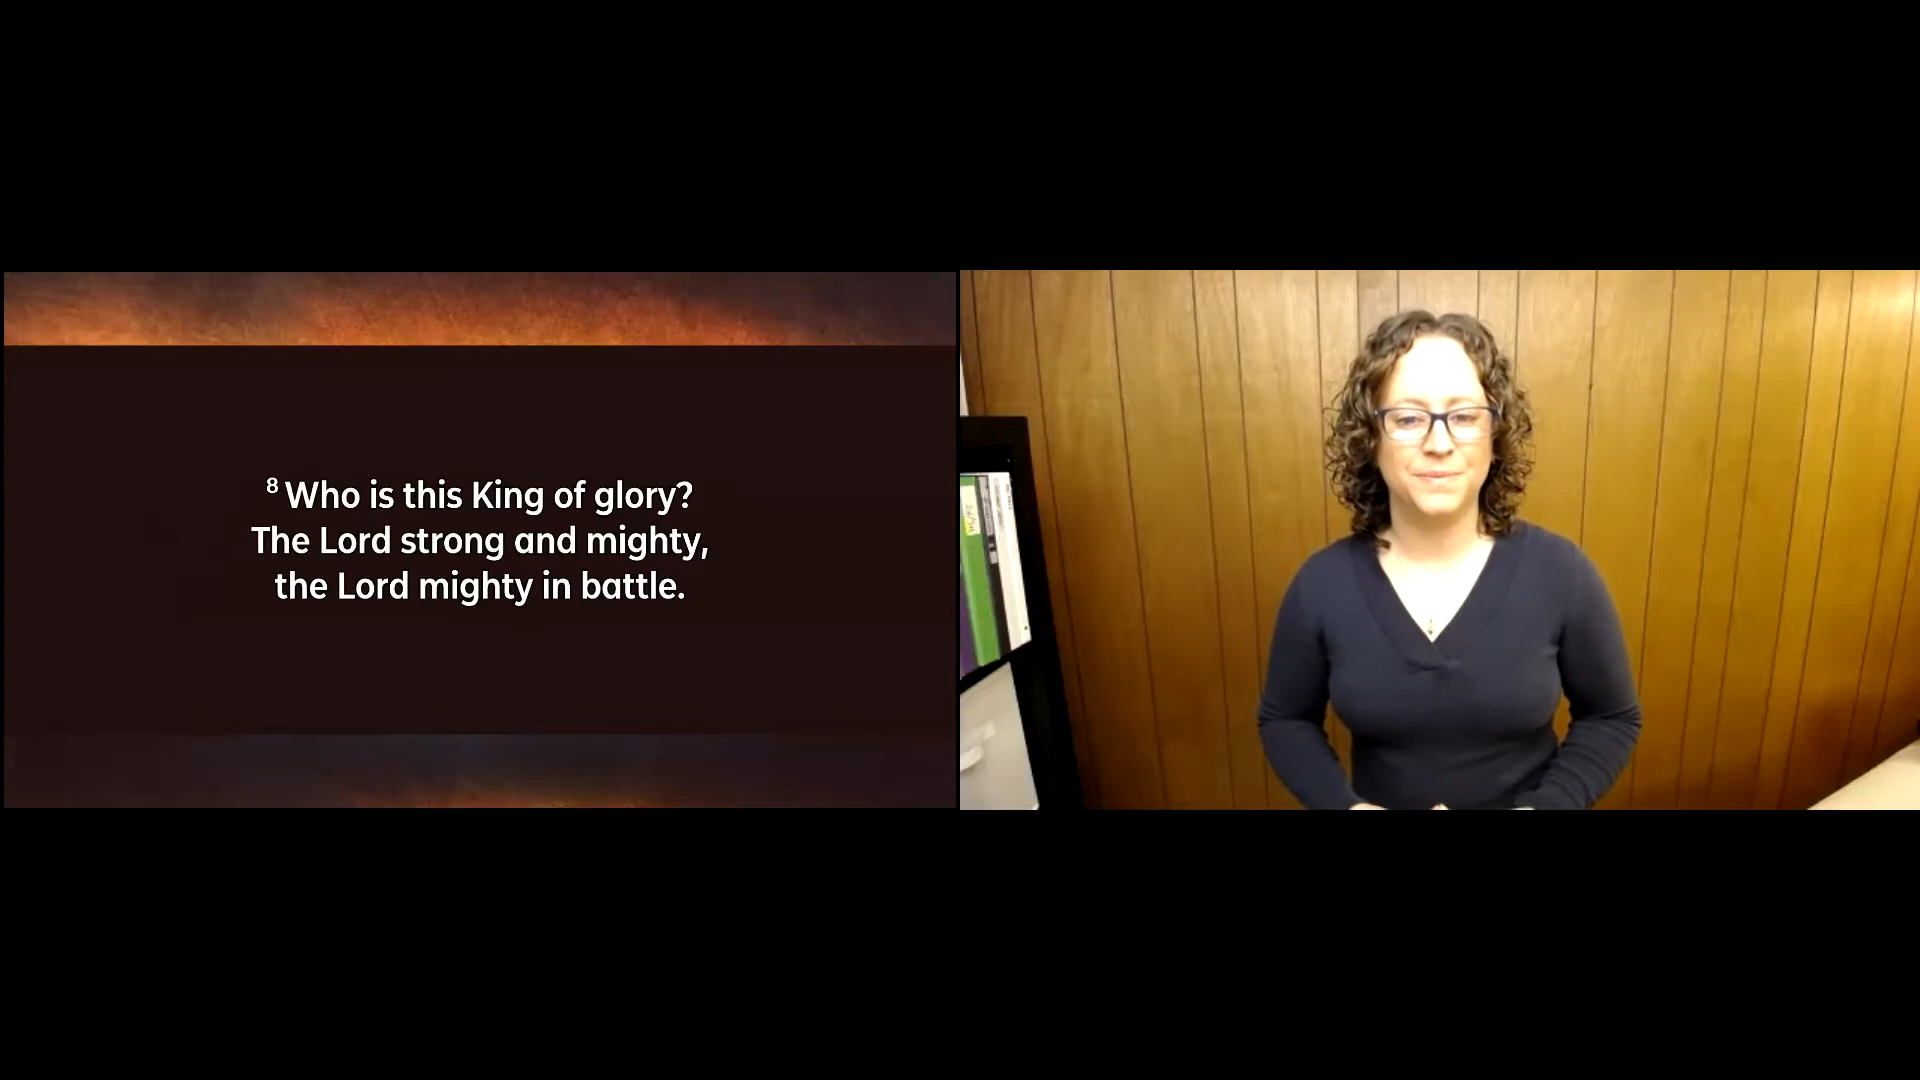 8 Who is this King of glory?
The Lord strong and mighty,
the Lord mighty in battle.